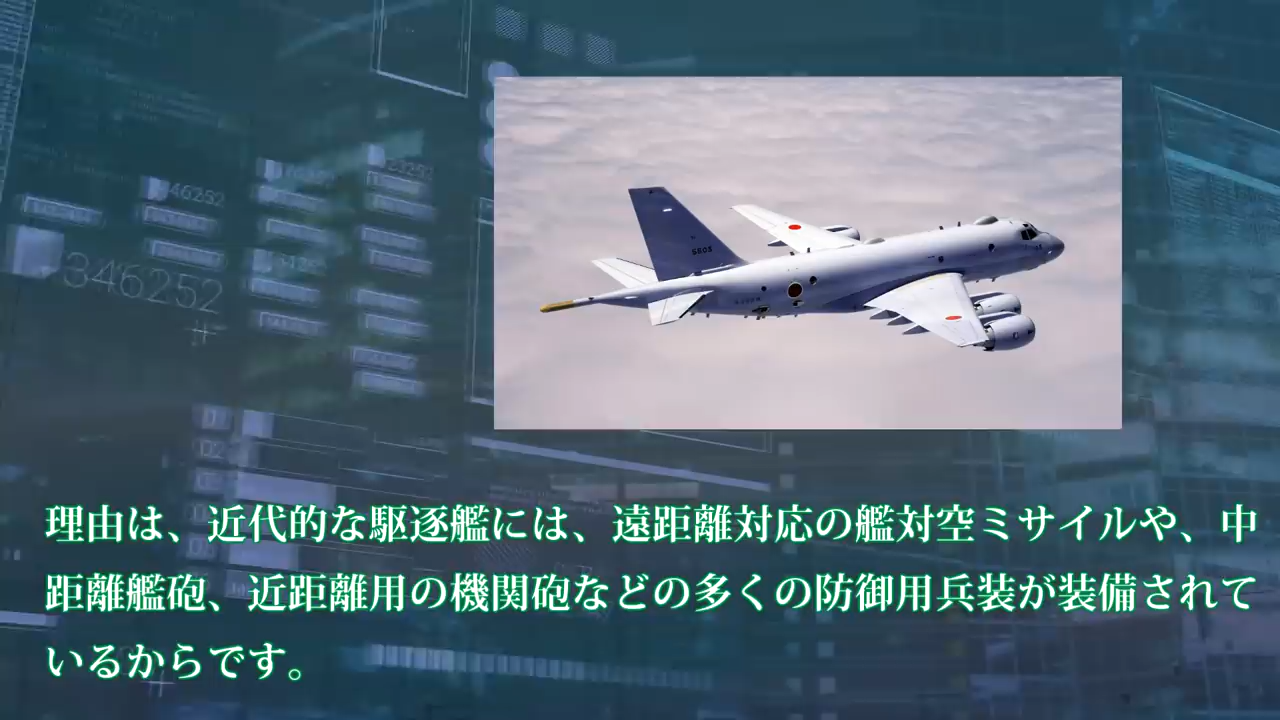 46252
346252
5503
理由は、近代的な駆逐艦には、遠距離対応の艦対空ミサイルや、中
距離艦砲、近距離用の機関砲などの多くの防御用兵装が装備されて
いるからです。